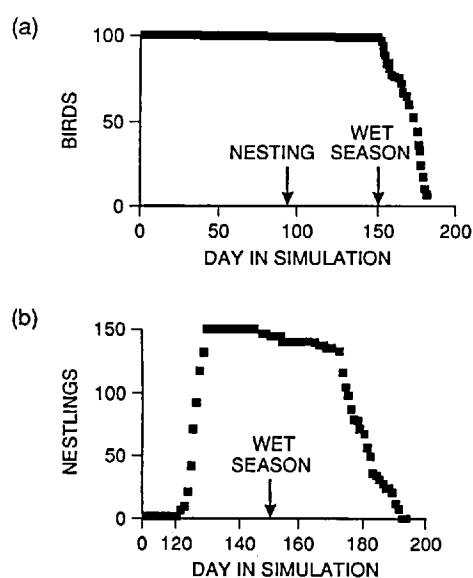 (a)
100
50
0
BIRDS
NESTING
WET
SEASON
0 50 100 150 200
DAY IN SIMULATION
(b)
150
100
50
0
NESTLINGS
WET
SEASON
0 120 140 160 180 200
DAY IN SIMULATION